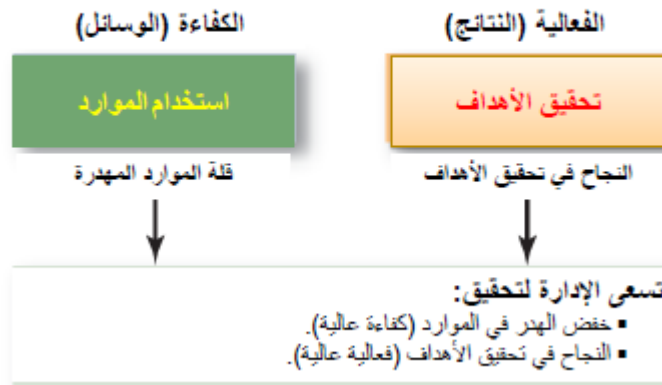 الفعالية (النتائج)
الكفاءة (الوسائل)
تحقيق الأهداف
استخدام الموارد
النجاح في تحقيق الأهداف
قلة الموارد المهدرة
تسعى الإدارة لتحقيق:
▪ خفض الهدر في الموارد (كفاءة عالية).
▪ النجاح في تحقيق الأهداف (فعالية عالية).